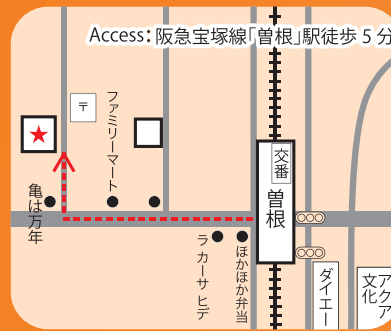 Access: 阪急宝塚線「曽根」駅徒歩 5 分
〒
ファミリーマート
交番
曽根
亀は万年
ラ カーサ ヒデ
ほかほか弁当
ダイエー
アクア
文化